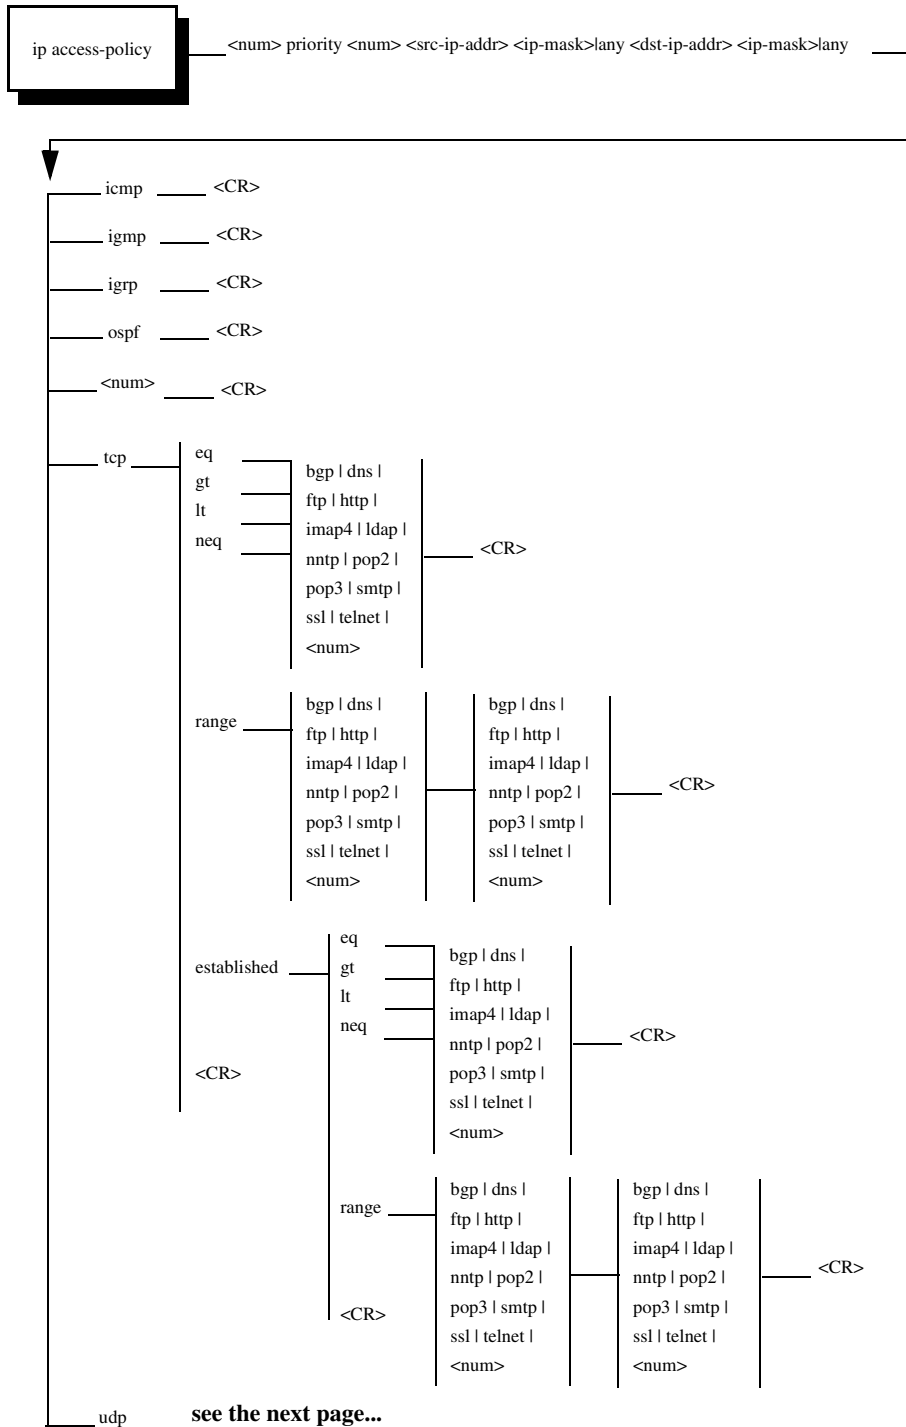 ip access-policy
<num> priority <num> <src-ip-addr> <ip-mask>|any <dst-ip-addr> <ip-mask>|any
icmp <CR>
igmp <CR>
igrp <CR>
ospf <CR>
<num> <CR>
tcp
eq
gt
lt
neq
bgp | dns |
ftp | http |
imap4 | ldap |
nntp | pop2 |
pop3 | smtp |
ssl | telnet |
<num>
<CR>
range
bgp | dns |
ftp | http |
imap4 | ldap |
nntp | pop2 |
pop3 | smtp |
ssl | telnet |
<num>
bgp | dns |
ftp | http |
imap4 | ldap |
nntp | pop2 |
pop3 | smtp |
ssl | telnet |
<num>
<CR>
established
eq
gt
lt
neq
bgp | dns |
ftp | http |
imap4 | ldap |
nntp | pop2 |
pop3 | smtp |
ssl | telnet |
<num>
<CR>
<CR>
range
bgp | dns |
ftp | http |
imap4 | ldap |
nntp | pop2 |
pop3 | smtp |
ssl | telnet |
<num>
bgp | dns |
ftp | http |
imap4 | ldap |
nntp | pop2 |
pop3 | smtp |
ssl | telnet |
<num>
<CR>
<CR>
udp see the next page...